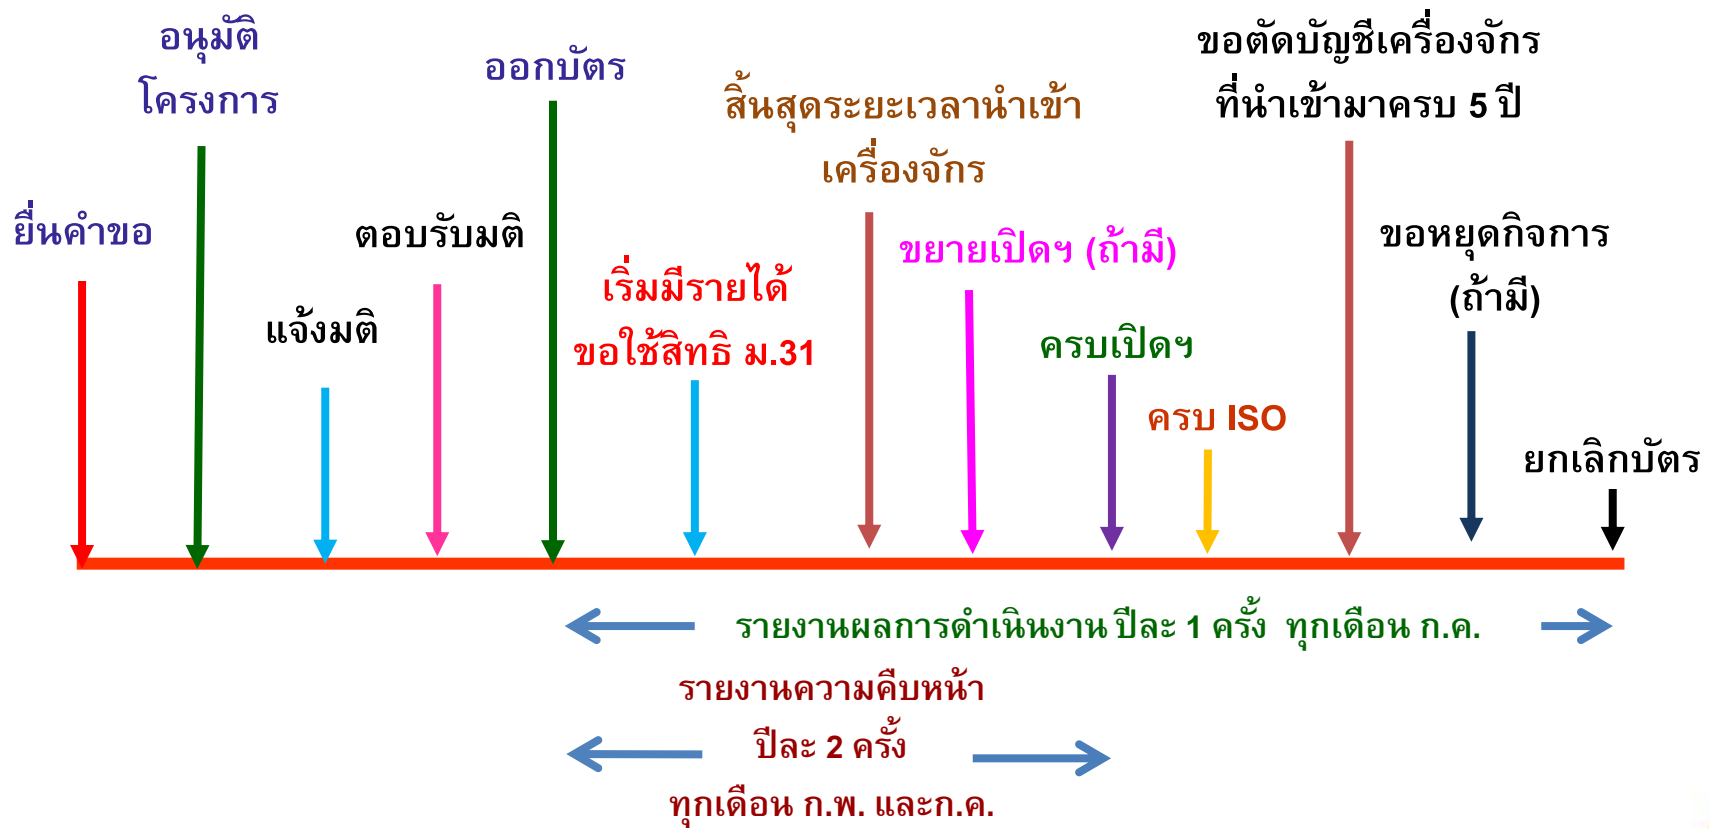 อนุมัติ
โครงการ
ออกบัตร
ขอตัดบัญชีเครื่องจักร
ที่นำเข้ามาครบ 5 ปี
สิ้นสุดระยะเวลานำเข้า
เครื่องจักร
ยื่นคำขอ
ตอบรับมติ
ขยายเปิดฯ (ถ้ามี)
ขอหยุดกิจการ
(ถ้ามี)
แจ้งมติ
เริ่มมีรายได้
ขอใช้สิทธิ ม.31
ครบเปิดฯ
ครบ ISO
ยกเลิกบัตร
รายงานผลการดำเนินงาน ปีละ 1 ครั้ง ทุกเดือน ก.ค.
รายงานความคืบหน้า
ปีละ 2 ครั้ง
ทุกเดือน ก.พ. และก.ค.